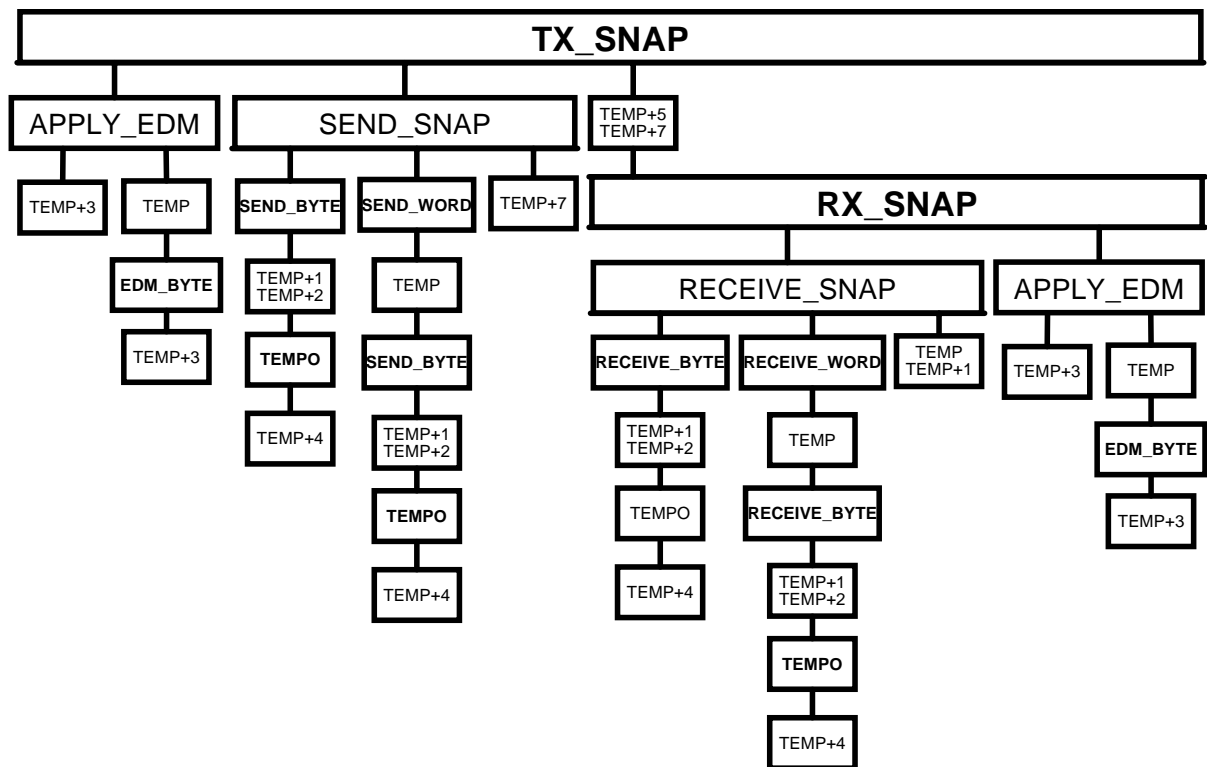 TX_SNAP
APPLY_EDM
SEND_SNAP
TEMP+5
TEMP+7
TEMP+3
TEMP
SEND_BYTE
SEND_WORD
TEMP+7
RX_SNAP
EDM_BYTE
TEMP+1
TEMP+2
TEMP
RECEIVE_SNAP
APPLY_EDM
TEMP+3
TEMPO
SEND_BYTE
RECEIVE_BYTE
RECEIVE_WORD
TEMP
TEMP+1
TEMP+3
TEMP
TEMP+4
TEMP+1
TEMP+2
TEMP+1
TEMP+2
TEMP
EDM_BYTE
TEMPO
TEMPO
RECEIVE_BYTE
TEMP+3
TEMP+4
TEMP+4
TEMP+1
TEMP+2
TEMPO
TEMP+4